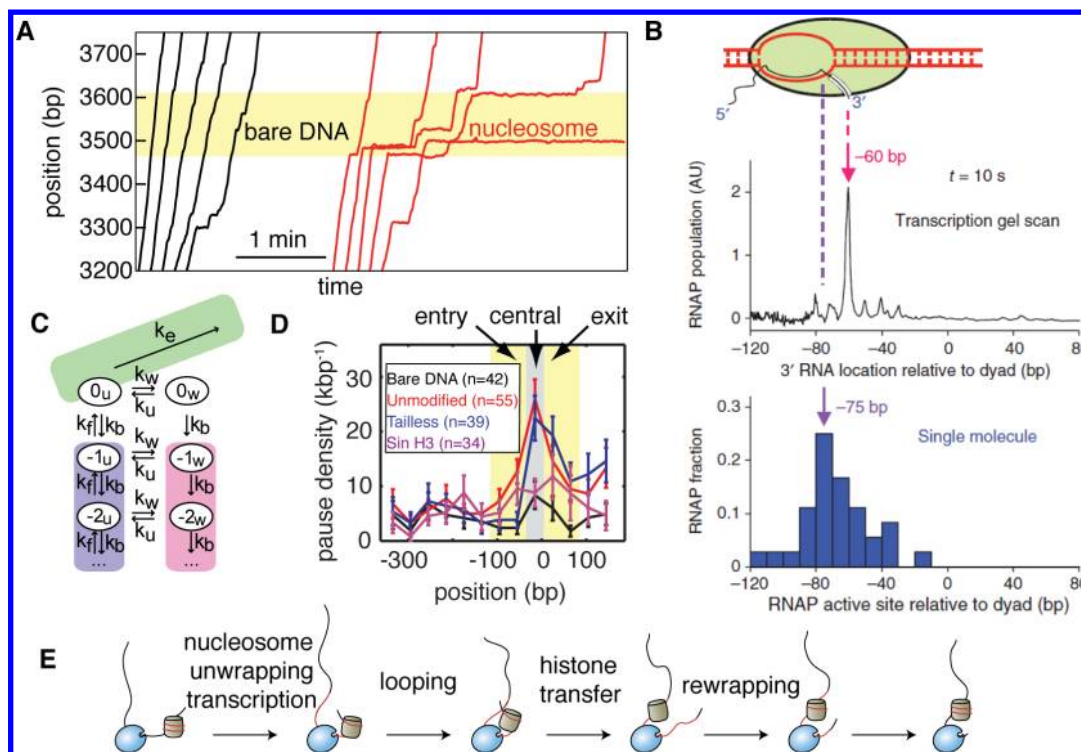 A
position (bp)
3700
3600
3500
3400
3300
3200
bare DNA
nucleosome
1 min
time
B
5′
3′
−60 bp
t = 10 s
Transcription gel scan
RNAP population (AU)
2
1
0
−120 −80 −40 0 40 80
3′ RNA location relative to dyad (bp)
−75 bp
Single molecule
RNAP fraction
0.3
0.2
0.1
0
−120 −80 −40 0 40 80
RNAP active site relative to dyad (bp)
C
ke
0u kw ku 0w
kf kb kb
-1u kw ku -1w
kf kb kb
-2u kw ku -2w
kf kb kb
... ...
D
entry central exit
Bare DNA (n=42)
Unmodified (n=55)
Tailless (n=39)
Sin H3 (n=34)
pause density (kbp-1)
30
20
10
0
-300 -100 0 100
position (bp)
E
nucleosome
unwrapping
transcription
looping
histone
transfer
rewrapping